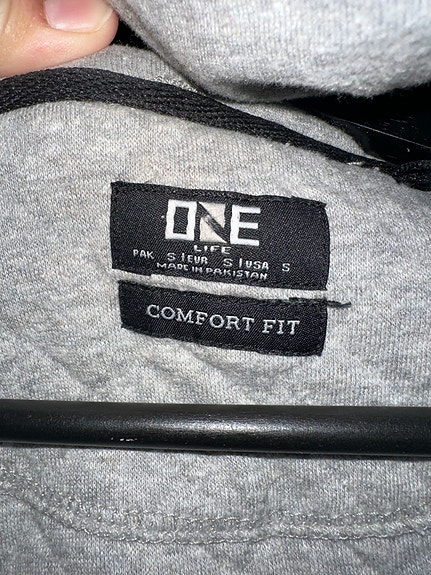 ONE
LIFE
PAK S | EUR S | USA S
MADE IN PAKISTAN
COMFORT FIT